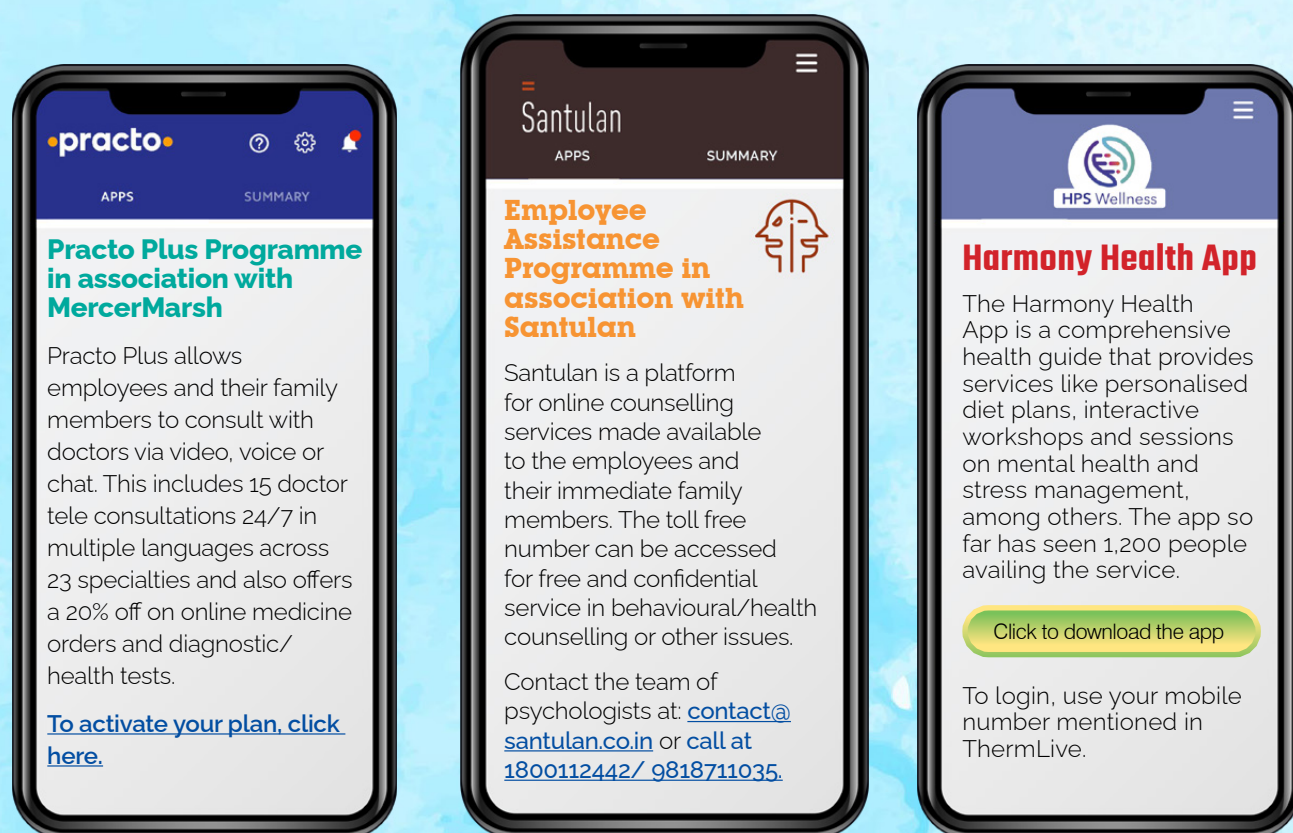 practo
APPS SUMMARY
Practo Plus Programme
in association with
MercerMarsh
Practo Plus allows
employees and their family
members to consult with
doctors via video, voice or
chat. This includes 15 doctor
tele consultations 24/7 in
multiple languages across
23 specialties and also offers
a 20% off on online medicine
orders and diagnostic/
health tests.
To activate your plan, click
here.
Santulan
APPS SUMMARY
Employee
Assistance
Programme in
association with
Santulan
Santulan is a platform
for online counselling
services made available
to the employees and
their immediate family
members. The toll free
number can be accessed
for free and confidential
service in behavioural/health
counselling or other issues.
Contact the team of
psychologists at: contact@
santulan.co.in or call at
1800112442/ 9818711035.
HPS Wellness
Harmony Health App
The Harmony Health
App is a comprehensive
health guide that provides
services like personalised
diet plans, interactive
workshops and sessions
on mental health and
stress management,
among others. The app so
far has seen 1,200 people
availing the service.
Click to download the app
To login, use your mobile
number mentioned in
ThermLive.